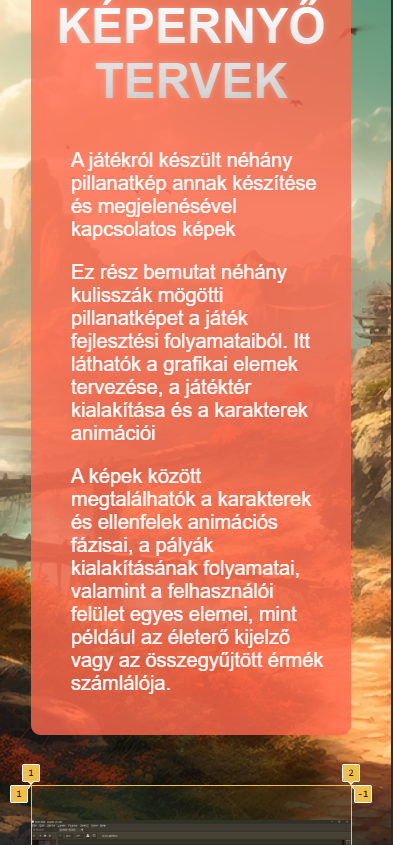 KÉPERNYŐ
TERVEK
A játékról készült néhány
pillanatkép annak készítése
és megjelenésével
kapcsolatos képek
Ez rész bemutat néhány
kulisszák mögötti
pillanatképet a játék
fejlesztési folyamataiból. Itt
láthatók a grafikai elemek
tervezése, a játéktér
kialakítása és a karakterek
animációi
A képek között
megtalálhatók a karakterek
és ellenfelek animációs
fázisai, a pályák
kialakításának folyamatai,
valamint a felhasználói
felület egyes elemei, mint
például az életerő kijelző
vagy az összegyűjtött érmék
számlálója.
1 2
1 -1